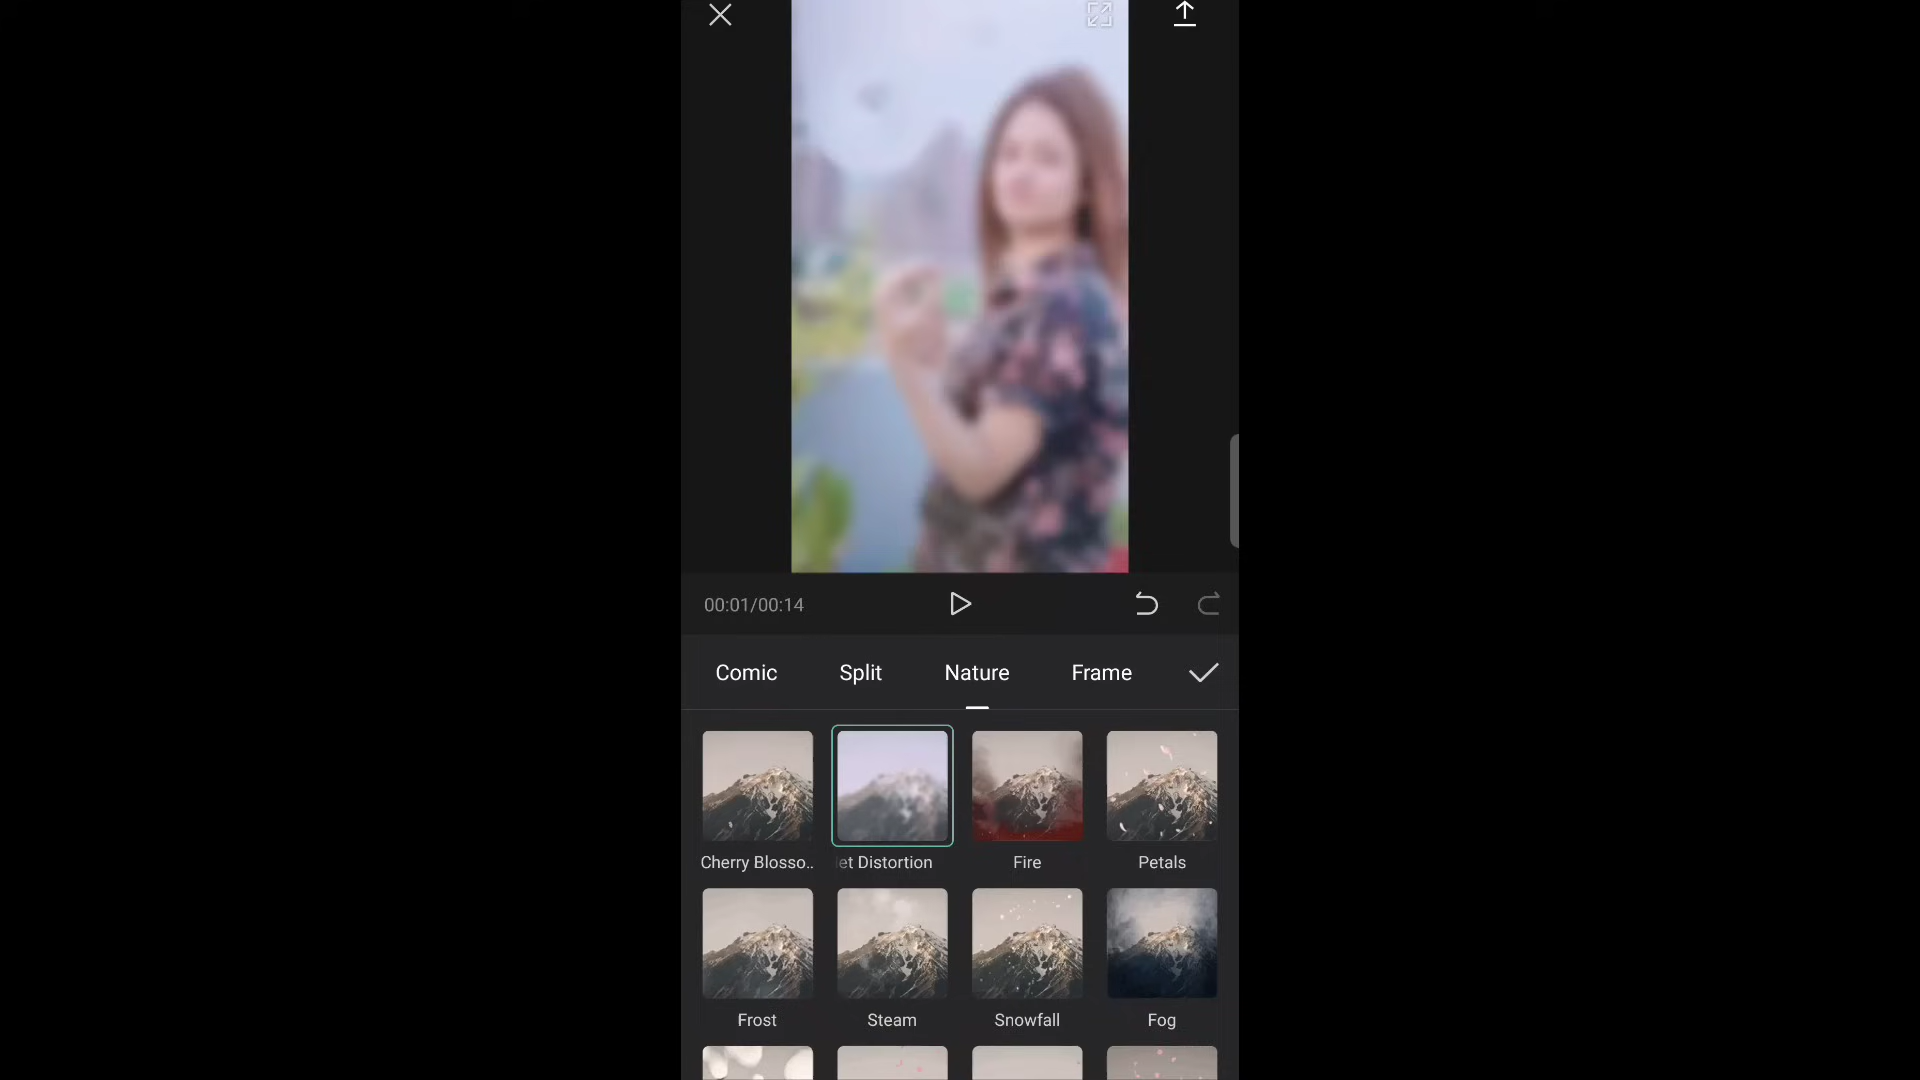 00:01/00:14
Comic Split Nature Frame
Cherry Blosso.. et Distortion Fire Petals
Frost Steam Snowfall Fog